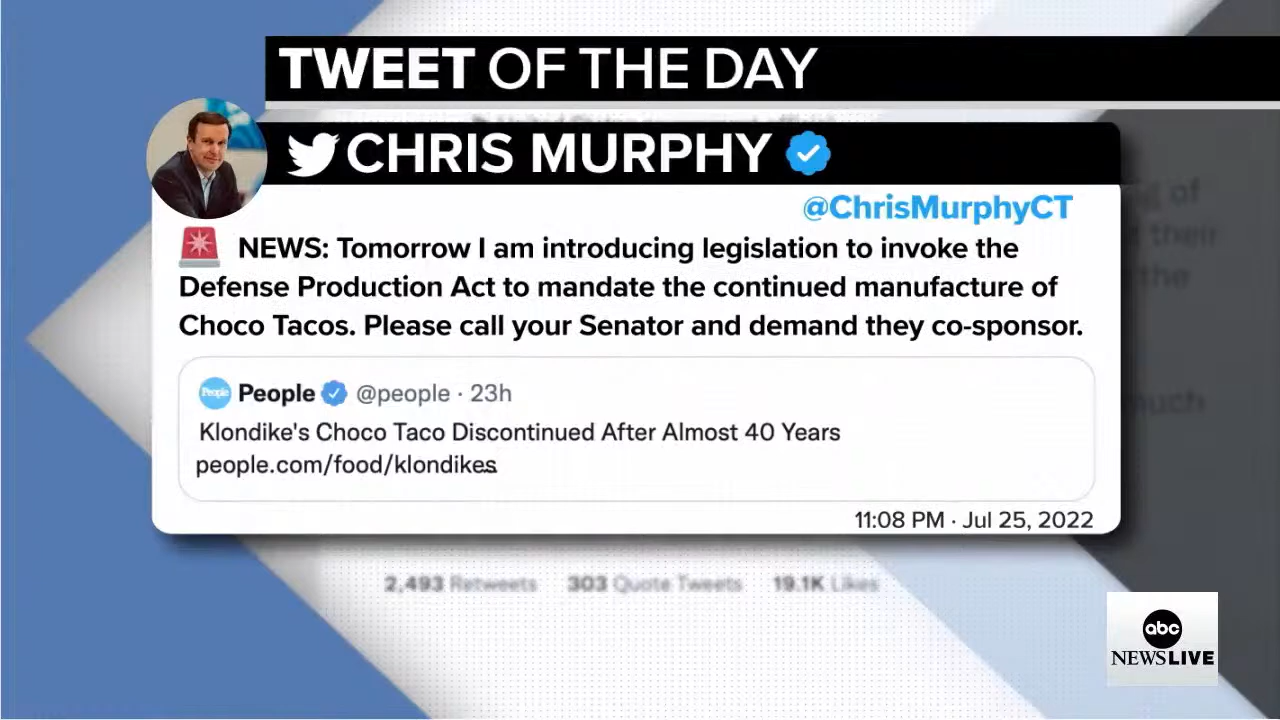 TWEET OF THE DAY
CHRIS MURPHY
@ChrisMurphyCT
NEWS: Tomorrow I am introducing legislation to invoke the
Defense Production Act to mandate the continued manufacture of
Choco Tacos. Please call your Senator and demand they co-sponsor.
People
People @people · 23h
Klondike's Choco Taco Discontinued After Almost 40 Years
people.com/food/klondikes
11:08 PM · Jul 25, 2022
2,493 Retweets 303 Quote Tweets 19.1K Likes
abc
NEWSLIVE